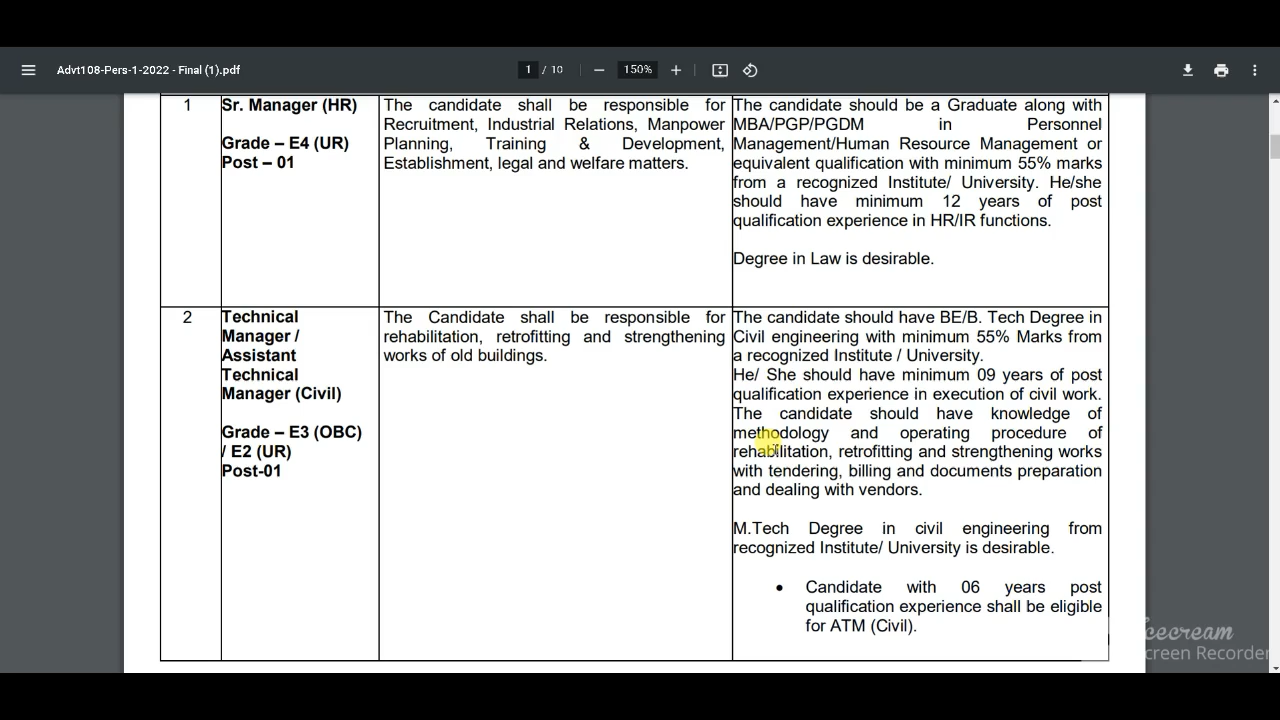 Advt108-Pers-1-2022 - Final (1).pdf
1 / 10
150%
1
Sr. Manager (HR)
Grade – E4 (UR)
Post – 01
The candidate shall be responsible for
Recruitment, Industrial Relations, Manpower
Planning, Training & Development,
Establishment, legal and welfare matters.
The candidate should be a Graduate along with
MBA/PGP/PGDM in Personnel
Management/Human Resource Management or
equivalent qualification with minimum 55% marks
from a recognized Institute/ University. He/she
should have minimum 12 years of post
qualification experience in HR/IR functions.
Degree in Law is desirable.
2
Technical
Manager /
Assistant
Technical
Manager (Civil)
Grade – E3 (OBC)
/ E2 (UR)
Post-01
The Candidate shall be responsible for
rehabilitation, retrofitting and strengthening
works of old buildings.
The candidate should have BE/B. Tech Degree in
Civil engineering with minimum 55% Marks from
a recognized Institute / University.
He/ She should have minimum 09 years of post
qualification experience in execution of civil work.
The candidate should have knowledge of
methodology and operating procedure of
rehabilitation, retrofitting and strengthening works
with tendering, billing and documents preparation
and dealing with vendors.
M.Tech Degree in civil engineering from
recognized Institute/ University is desirable.
• Candidate with 06 years post
qualification experience shall be eligible
for ATM (Civil).
Icecream
Screen Recorder